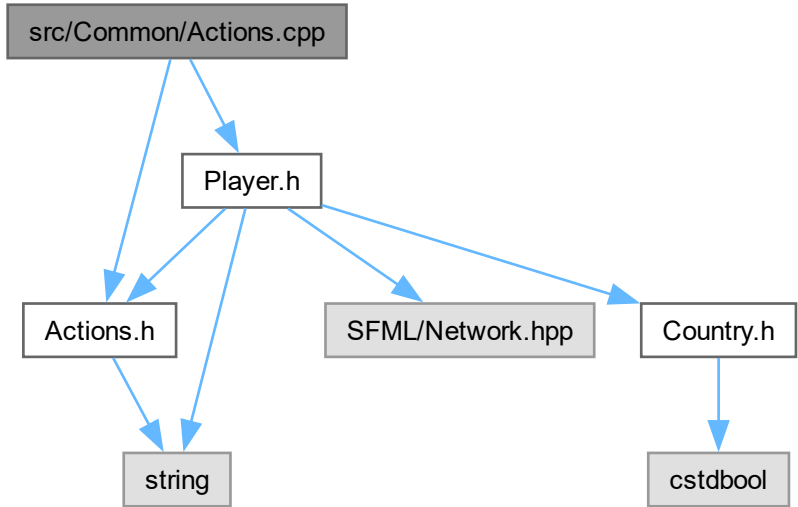 src/Common/Actions.cpp
Player.h
Actions.h
SFML/Network.hpp
Country.h
string
cstdbool